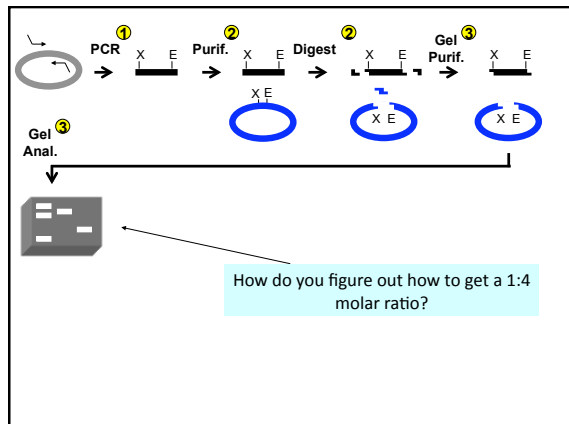 1 2 2 3
PCR Purif. Digest Gel
Purif.
X E X E X E X E
X E
X E X E
Gel 3
Anal.
How do you figure out how to get a 1:4
molar ratio?